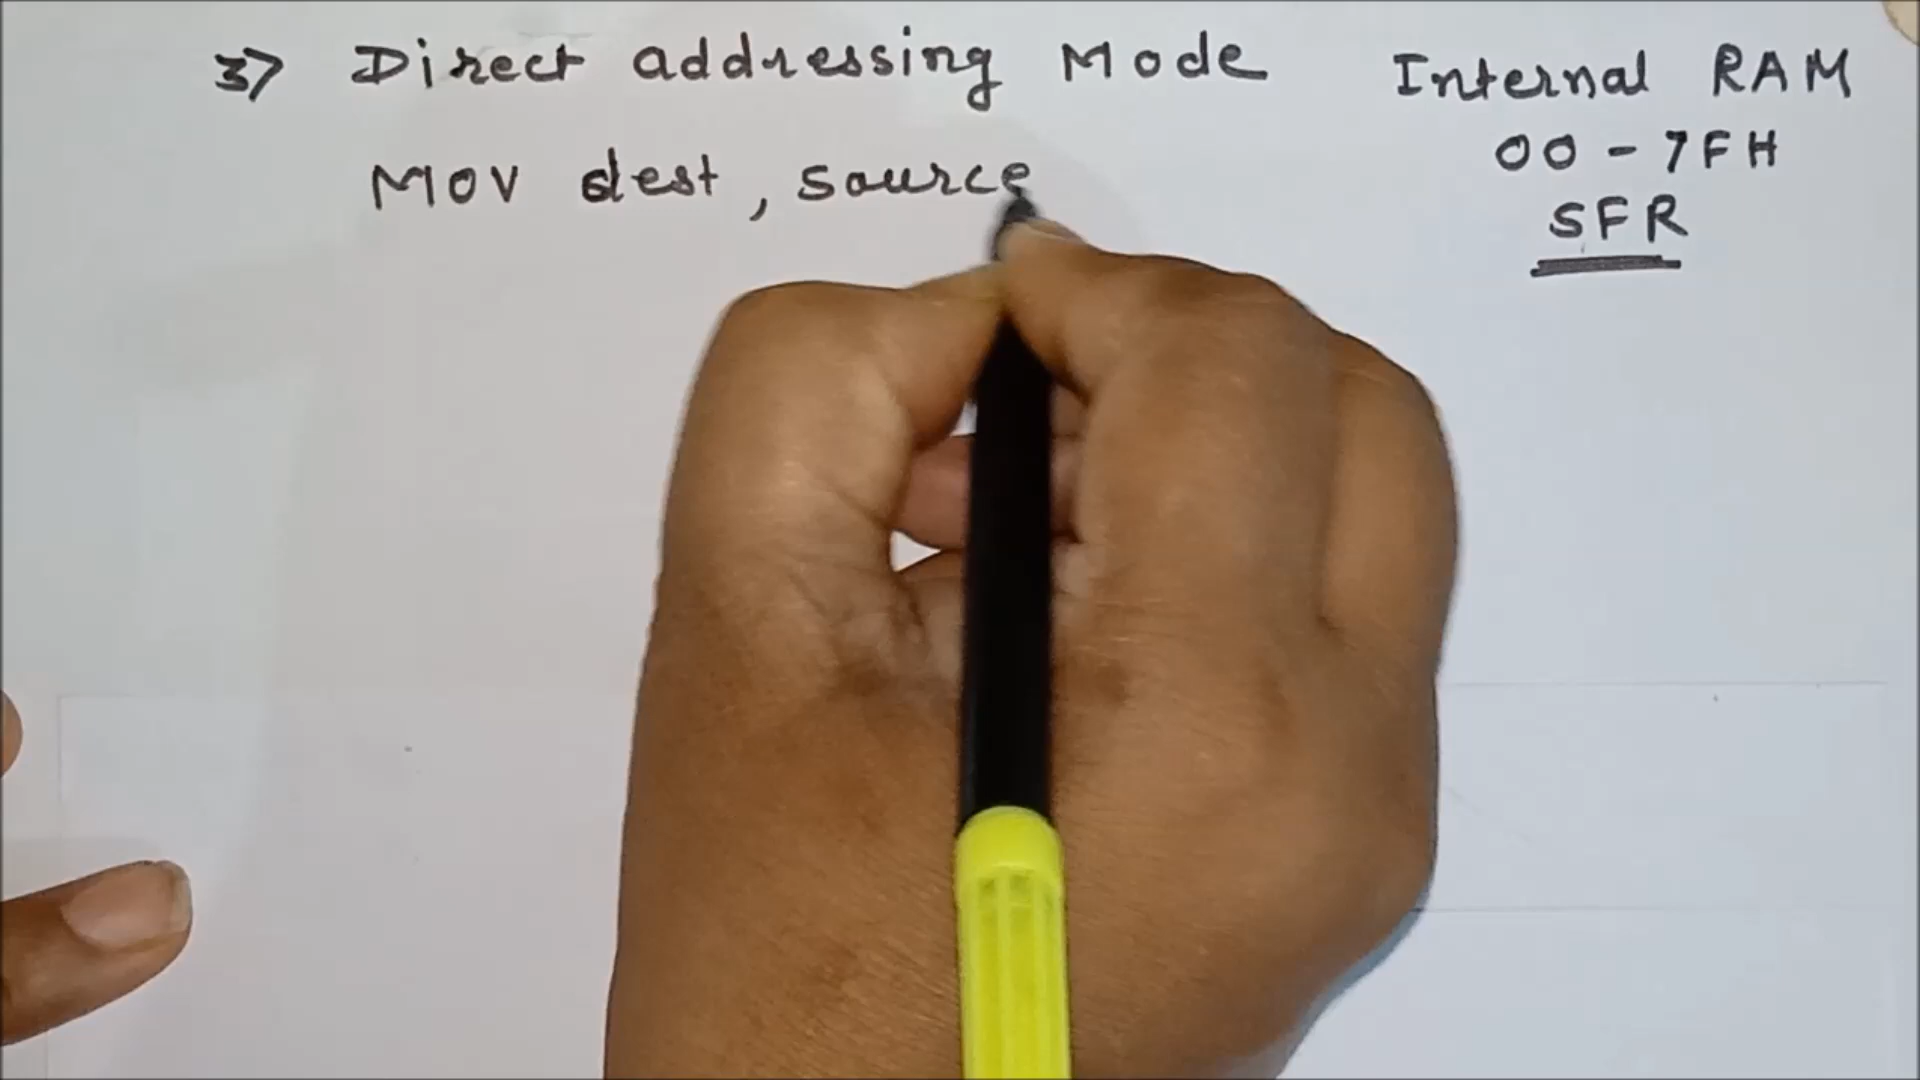 3) Direct addressing Mode
MOV dest, source
Internal RAM
00 - 7FH
SFR